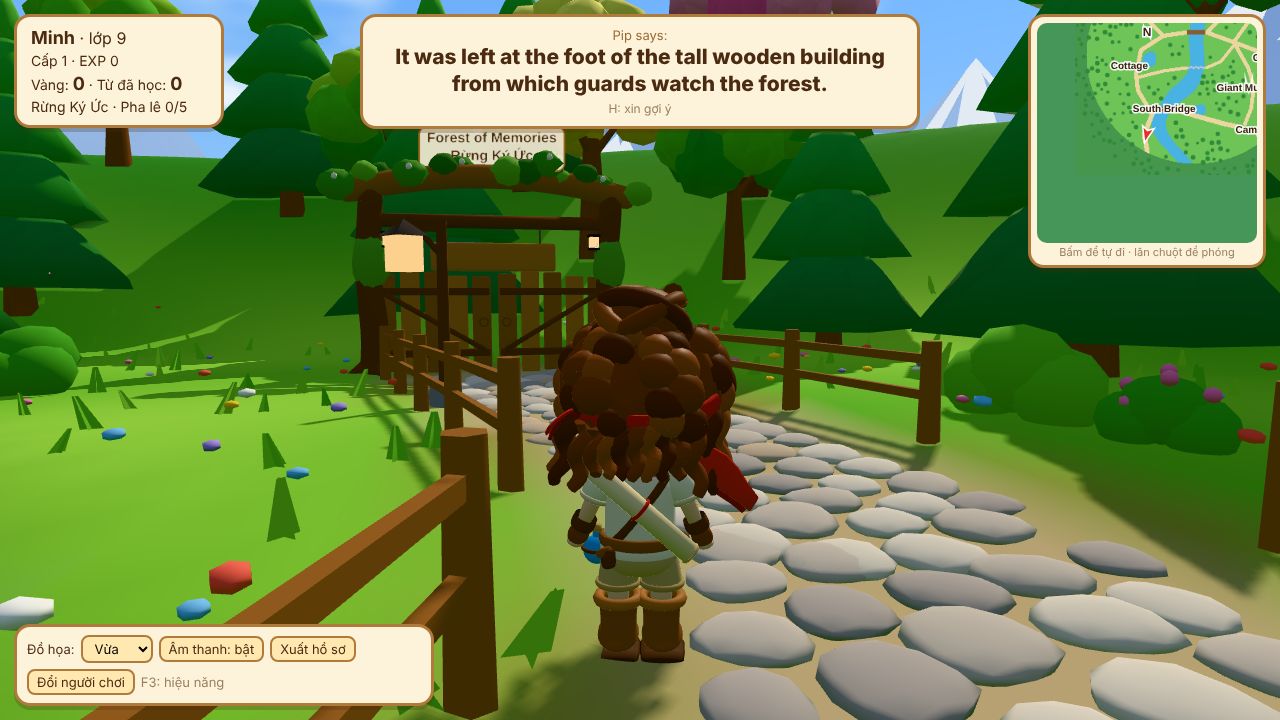 Minh · lớp 9
Cấp 1 · EXP 0
Vàng: 0 · Từ đã học: 0
Rừng Ký Ức · Pha lê 0/5
Pip says:
It was left at the foot of the tall wooden building
from which guards watch the forest.
H: xin gợi ý
Forest of Memories
Rừng Ký Ức
N
Cottage
Giant Mu
South Bridge
Cam
Bấm để tự đi · lăn chuột để phóng
Đồ họa: Vừa Âm thanh: bật Xuất hồ sơ
Đổi người chơi F3: hiệu năng